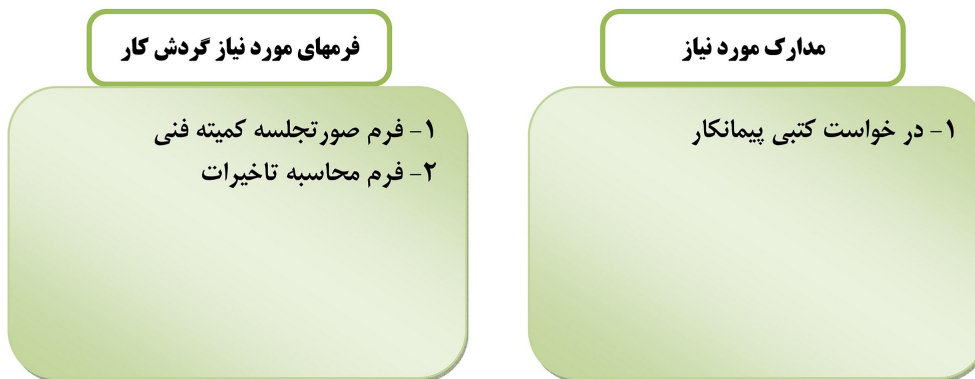 مدارک مورد نیاز
۱- در خواست کتبی پیمانکار
فرمهای مورد نیاز گردش کار
۱- فرم صورتجلسه کمیته فنی
۲- فرم محاسبه تاخیرات